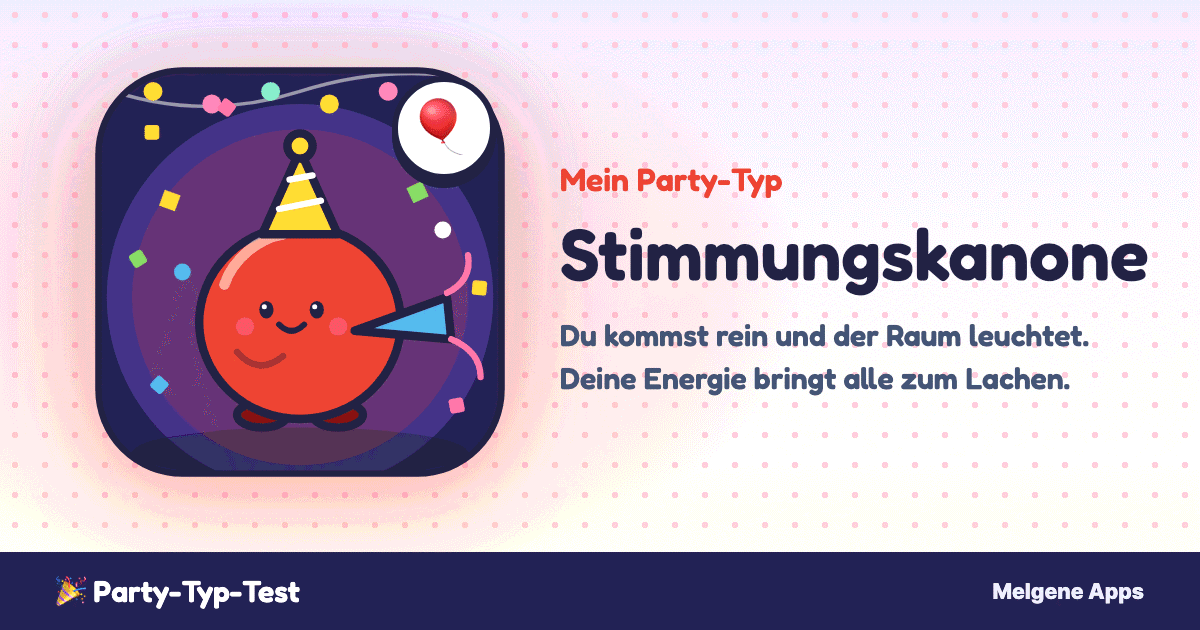 Mein Party-Typ
Stimmungskanone
Du kommst rein und der Raum leuchtet.
Deine Energie bringt alle zum Lachen.
Party-Typ-Test
Melgene Apps